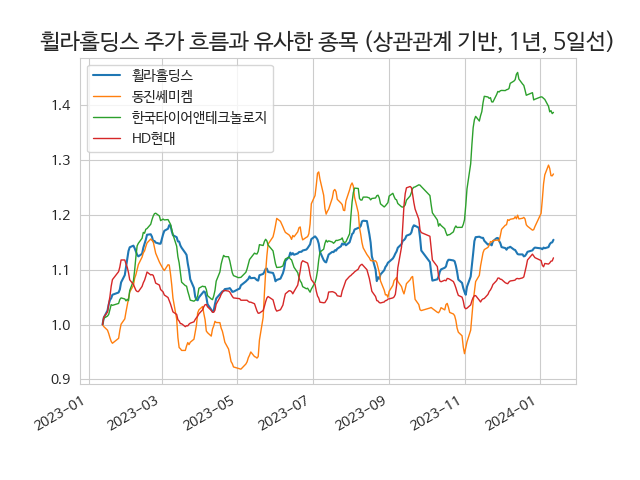 휠라홀딩스 주가 흐름과 유사한 종목 (상관관계 기반, 1년, 5일선)
휠라홀딩스
동진쎄미켐
한국타이어앤테크놀로지
HD현대
1.4
1.3
1.2
1.1
1.0
0.9
2023-01
2023-03
2023-05
2023-07
2023-09
2023-11
2024-01